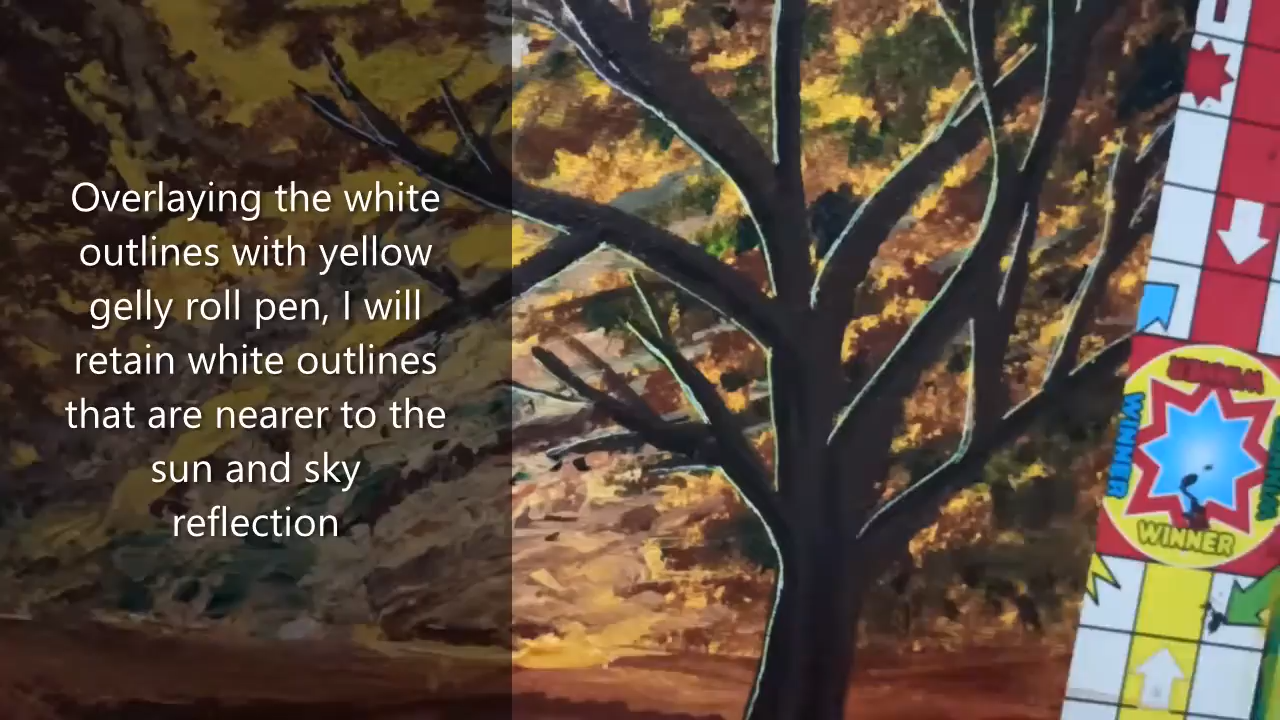 Overlaying the white
outlines with yellow
gelly roll pen, I will
retain white outlines
that are nearer to the
sun and sky
reflection
WINNER
WINNER
WINNER